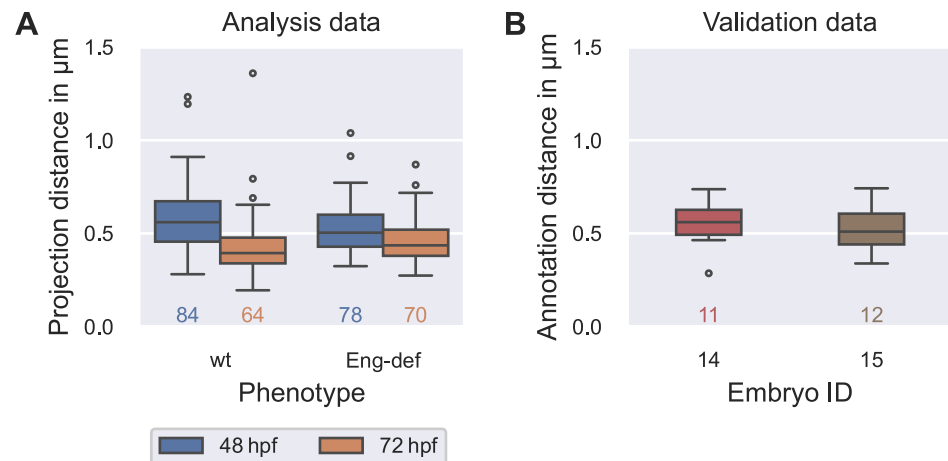 A
Analysis data
Projection distance in µm
1.5
1.0
0.5
0.0
84
64
78
70
wt
Eng-def
Phenotype
48 hpf
72 hpf
B
Validation data
Annotation distance in µm
1.5
1.0
0.5
0.0
11
12
14
15
Embryo ID